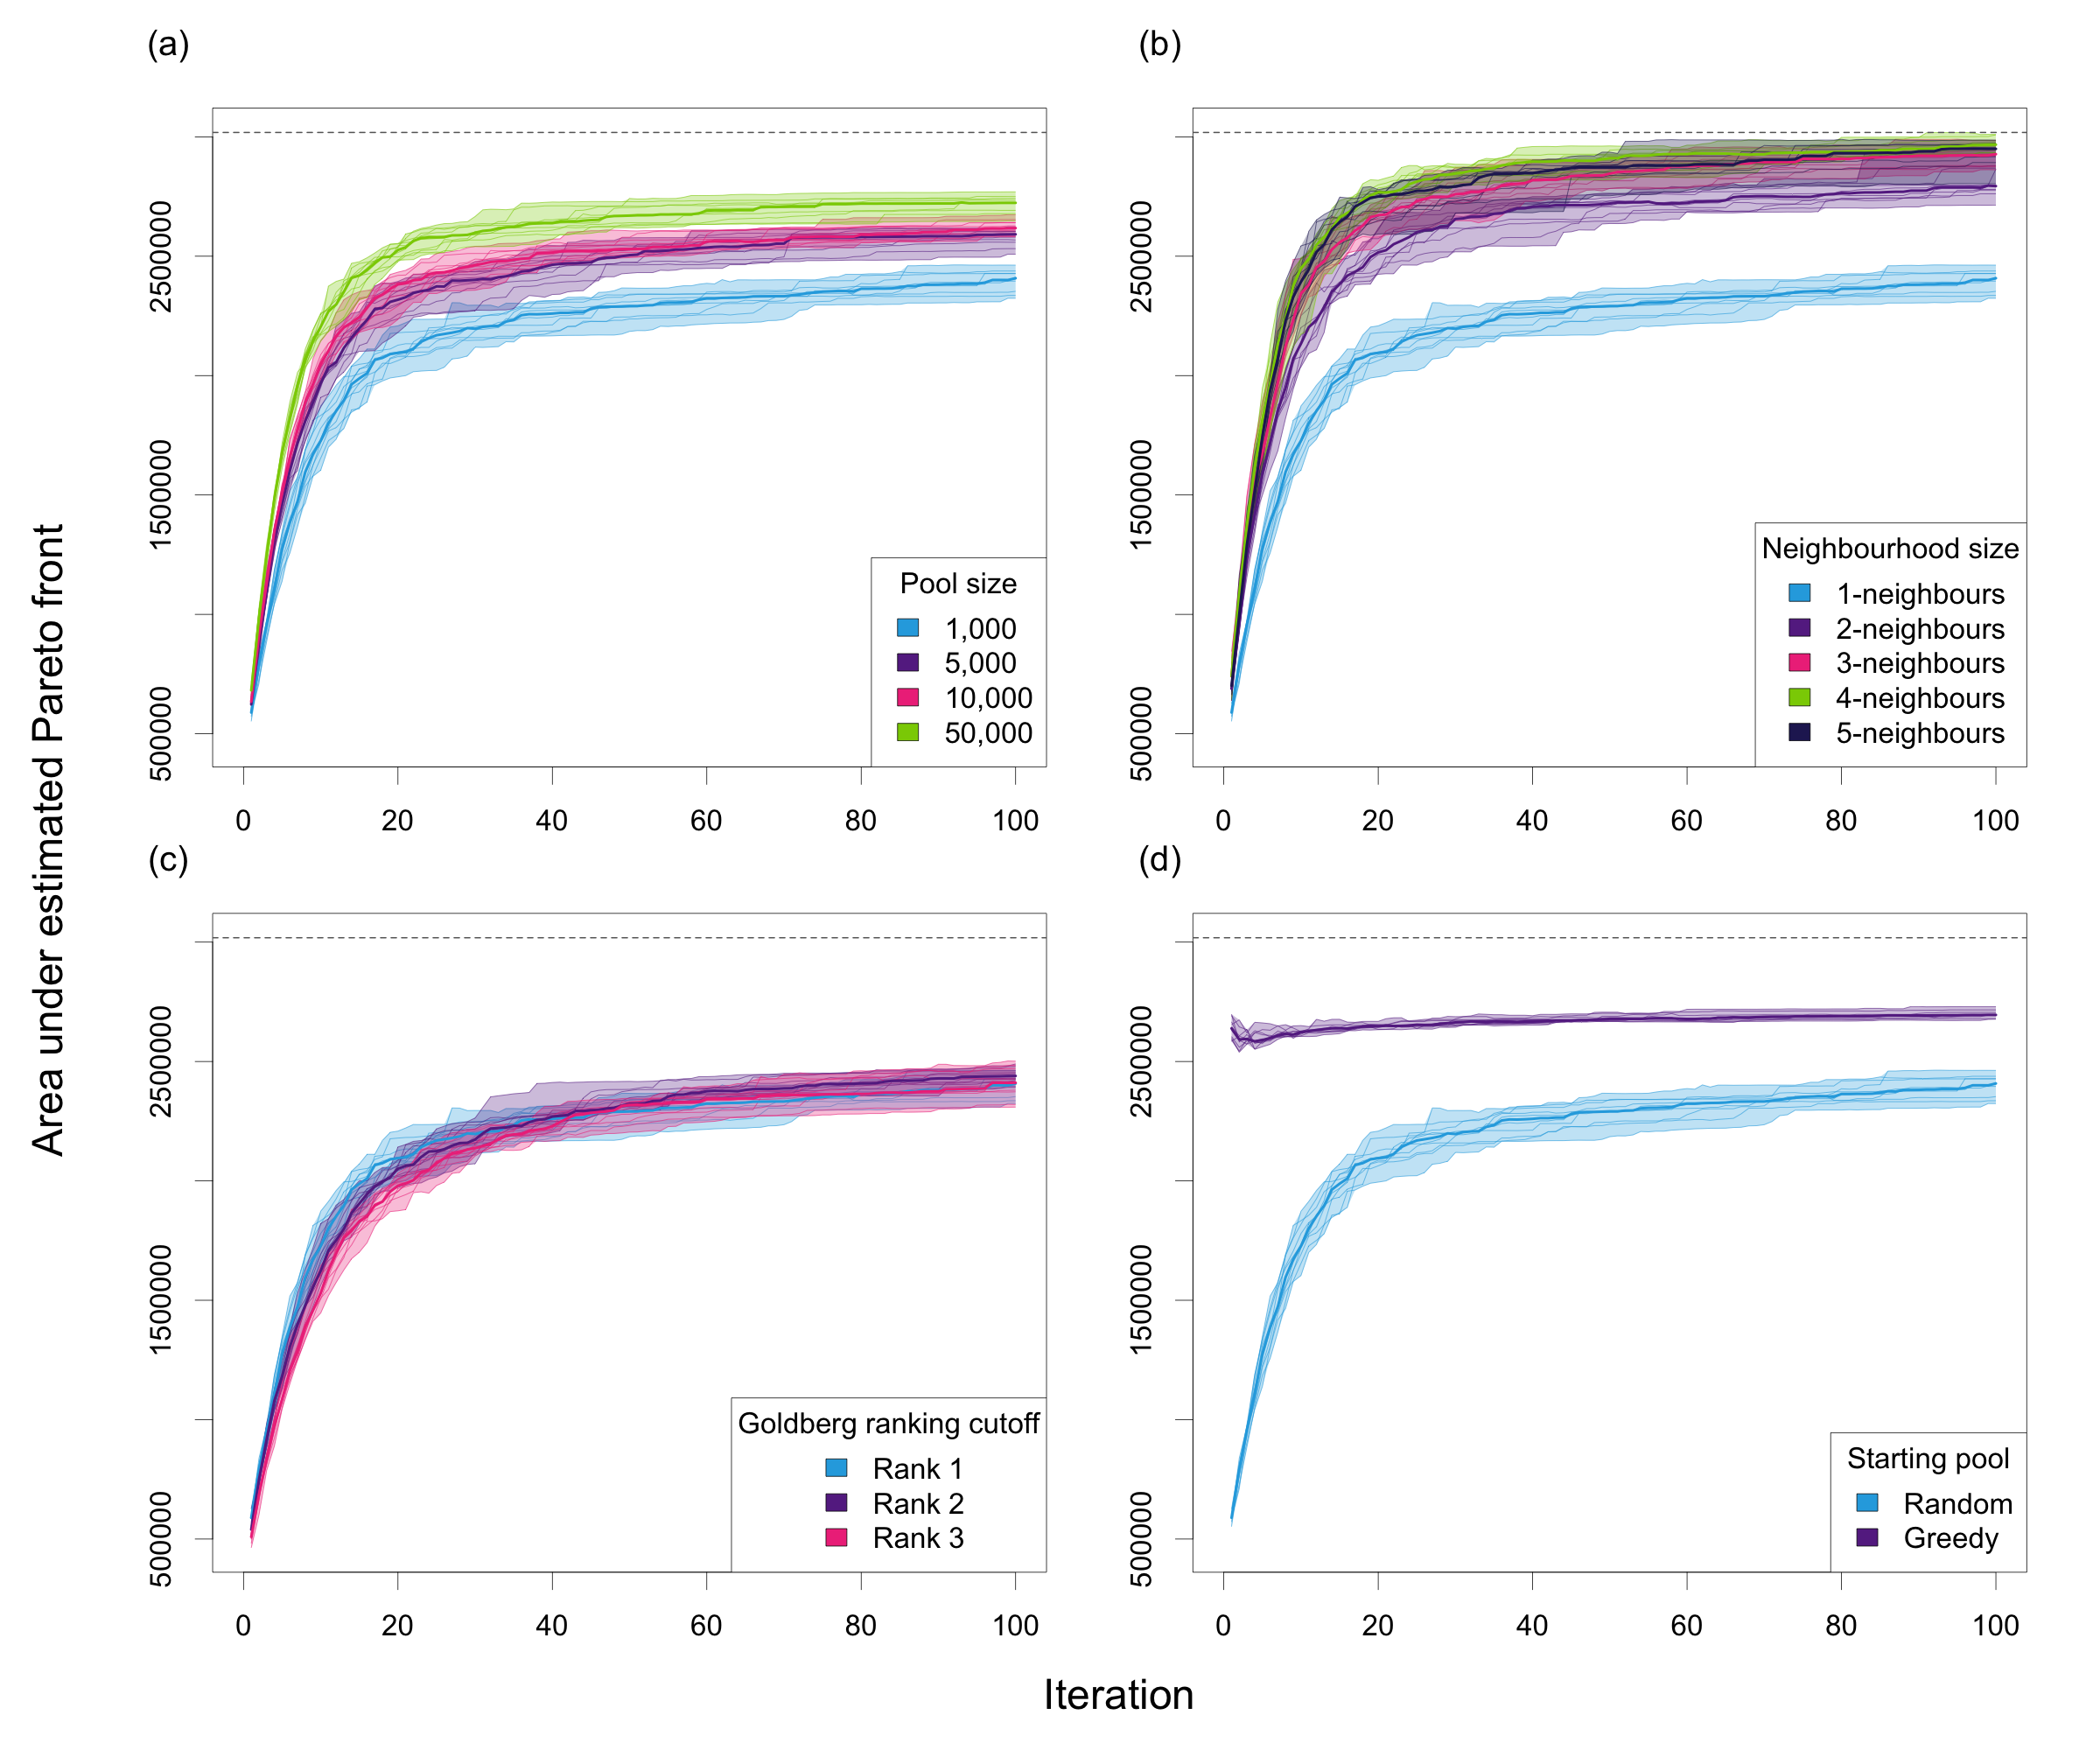 (a)
(b)
Area under estimated Pareto front
2500000
1500000
500000
Pool size
1,000
5,000
10,000
50,000
0 20 40 60 80 100
2500000
1500000
500000
Neighbourhood size
1-neighbours
2-neighbours
3-neighbours
4-neighbours
5-neighbours
0 20 40 60 80 100
(c)
(d)
2500000
1500000
500000
Goldberg ranking cutoff
Rank 1
Rank 2
Rank 3
0 20 40 60 80 100
2500000
1500000
500000
Starting pool
Random
Greedy
0 20 40 60 80 100
Iteration